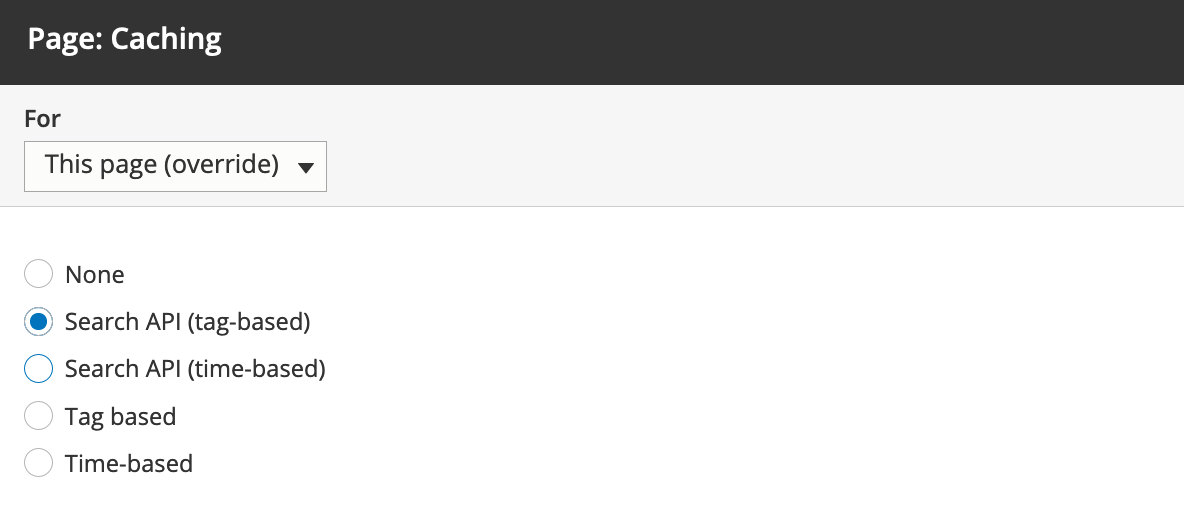 Page: Caching
For
This page (override)
None
Search API (tag-based)
Search API (time-based)
Tag based
Time-based